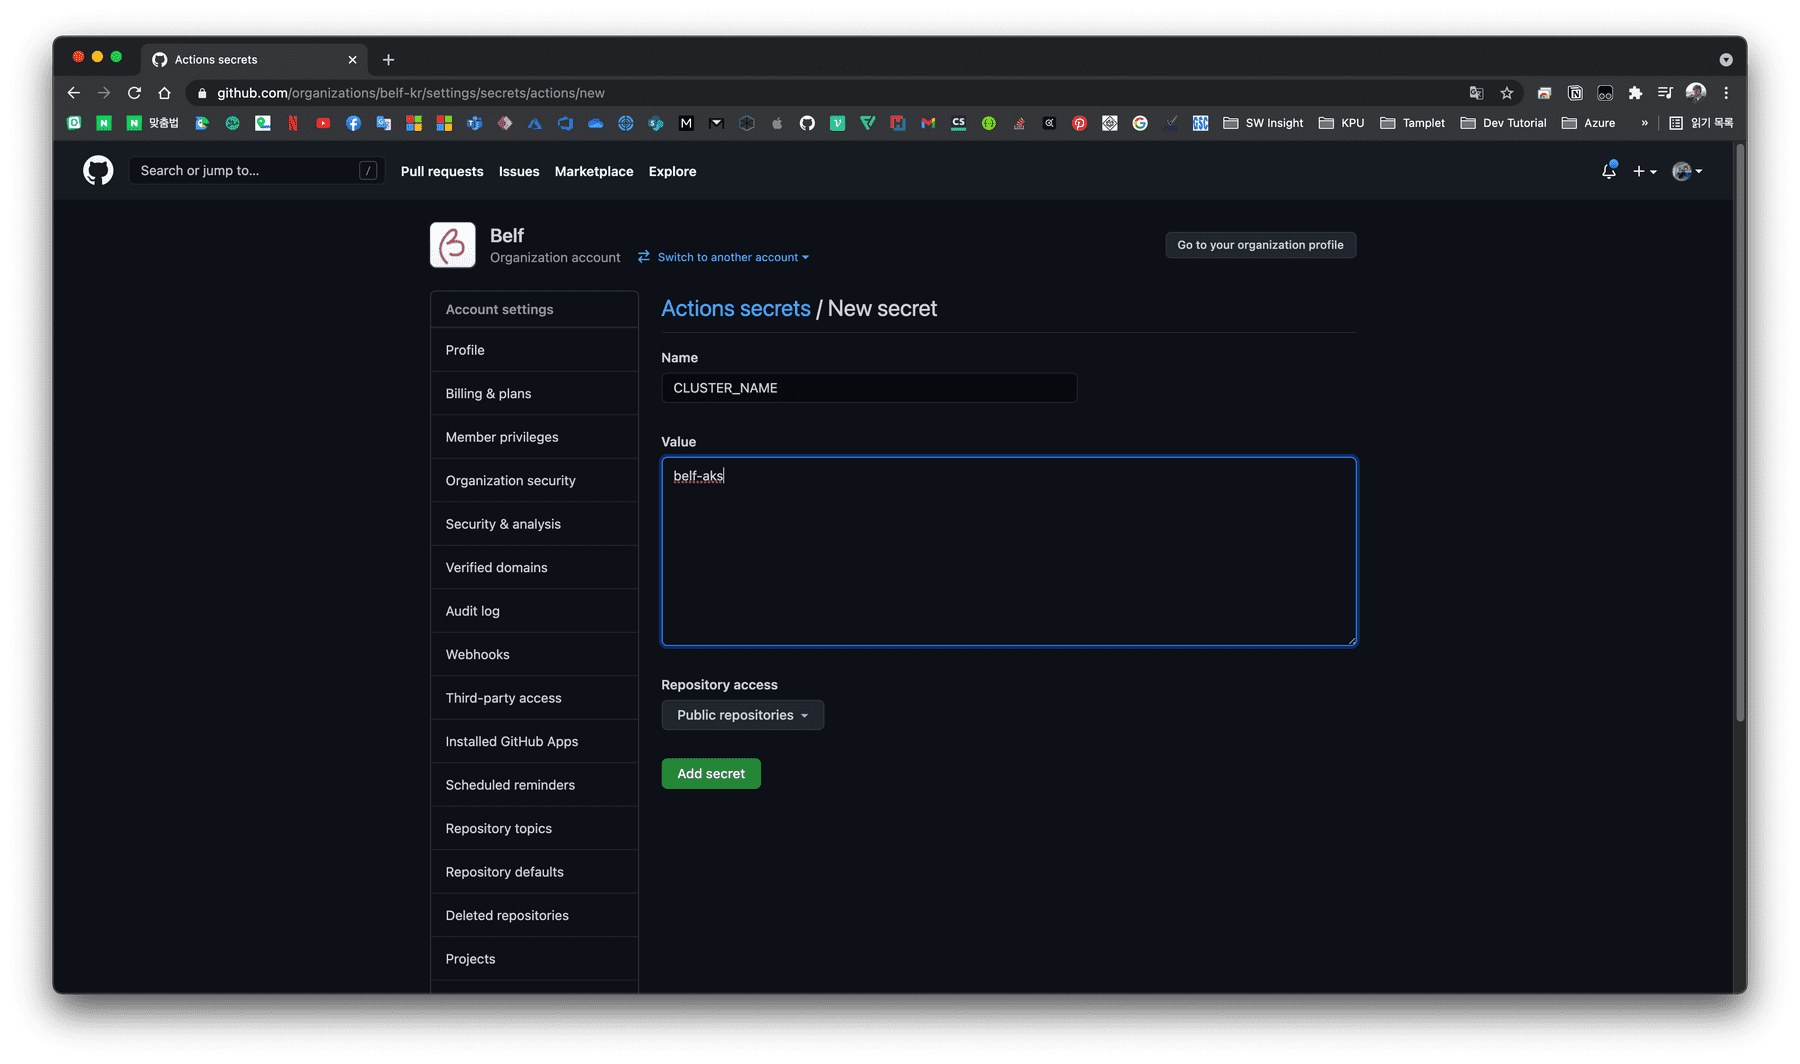 Actions secrets
github.com/organizations/belf-kr/settings/secrets/actions/new
맞춤법
SW Insight
KPU
Tamplet
Dev Tutorial
Azure
»
읽기 목록
Search or jump to...
/
Pull requests
Issues
Marketplace
Explore
Belf
Organization account
Switch to another account
Go to your organization profile
Account settings
Profile
Billing & plans
Member privileges
Organization security
Security & analysis
Verified domains
Audit log
Webhooks
Third-party access
Installed GitHub Apps
Scheduled reminders
Repository topics
Repository defaults
Deleted repositories
Projects
Actions secrets / New secret
Name
CLUSTER_NAME
Value
belf-aks
Repository access
Public repositories
Add secret